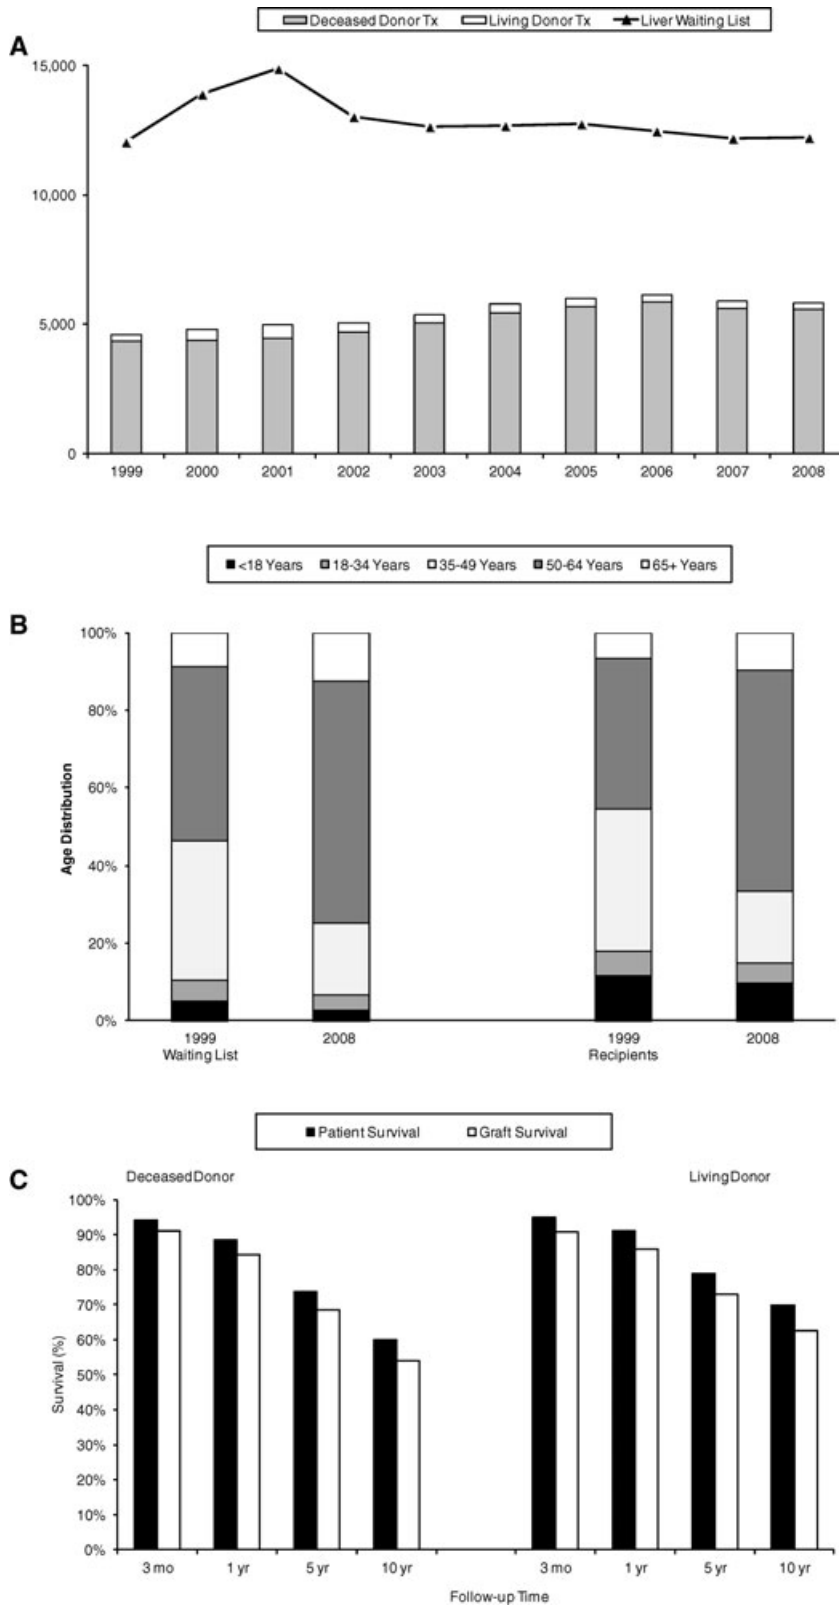 Deceased Donor Tx Living Donor Tx Liver Waiting List
A
15,000
10,000
5,000
0
1999 2000 2001 2002 2003 2004 2005 2006 2007 2008
<18 Years 18-34 Years 35-49 Years 50-64 Years 65+ Years
B
100%
80%
60%
40%
20%
0%
Age Distribution
1999 2008 1999 2008
Waiting List Recipients
Patient Survival Graft Survival
C
Deceased Donor Living Donor
100%
90%
80%
70%
60%
50%
40%
30%
20%
10%
0%
Survival (%)
3 mo 1 yr 5 yr 10 yr 3 mo 1 yr 5 yr 10 yr
Follow-up Time